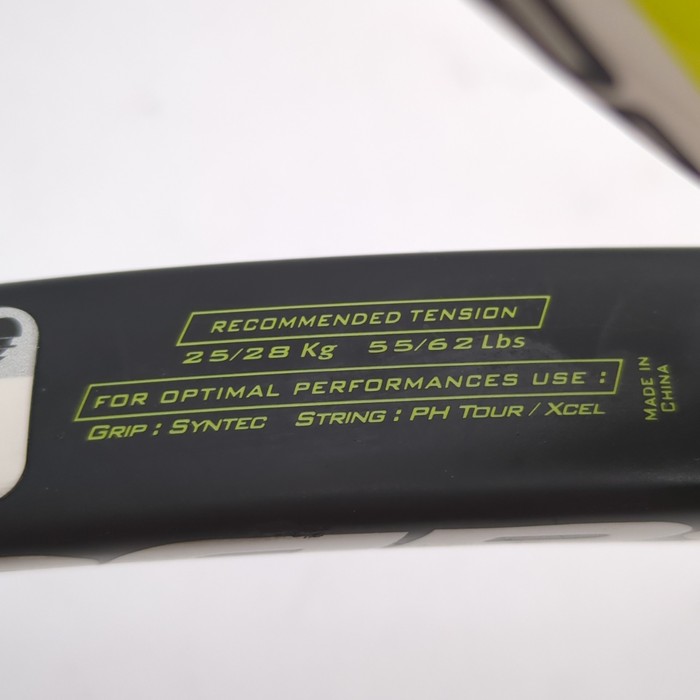 RECOMMENDED TENSION
25/28 Kg 55/62 Lbs
FOR OPTIMAL PERFORMANCES USE :
GRIP : SYNTEC STRING : PH TOUR / XCEL
MADE IN
CHINA